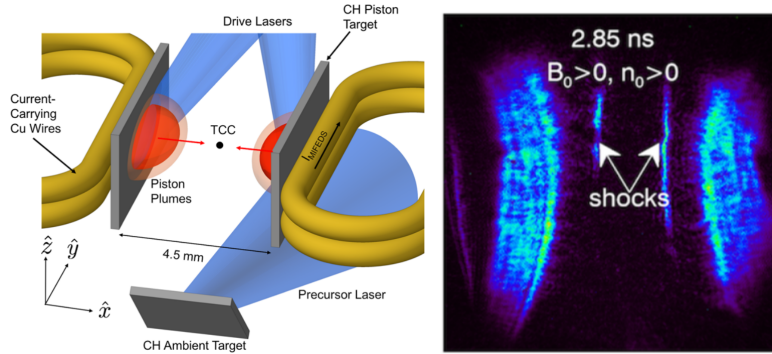 Drive Lasers
CH Piston
Target
Current-
Carrying
Cu Wires
TCC
I_MIFEDS
Piston
Plumes
4.5 mm
ẑ
ŷ
x̂
Precursor Laser
CH Ambient Target
2.85 ns
B₀>0, n₀>0
shocks